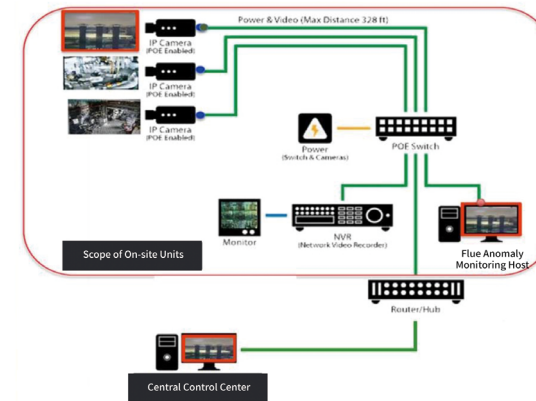 Power & Video (Max Distance 328 ft)
IP Camera
(POE Enabled)
IP Camera
(POE Enabled)
IP Camera
(POE Enabled)
Power
(Switch & Cameras)
POE Switch
Monitor
NVR
(Network Video Recorder)
Flue Anomaly
Monitoring Host
Scope of On-site Units
Router/Hub
Central Control Center